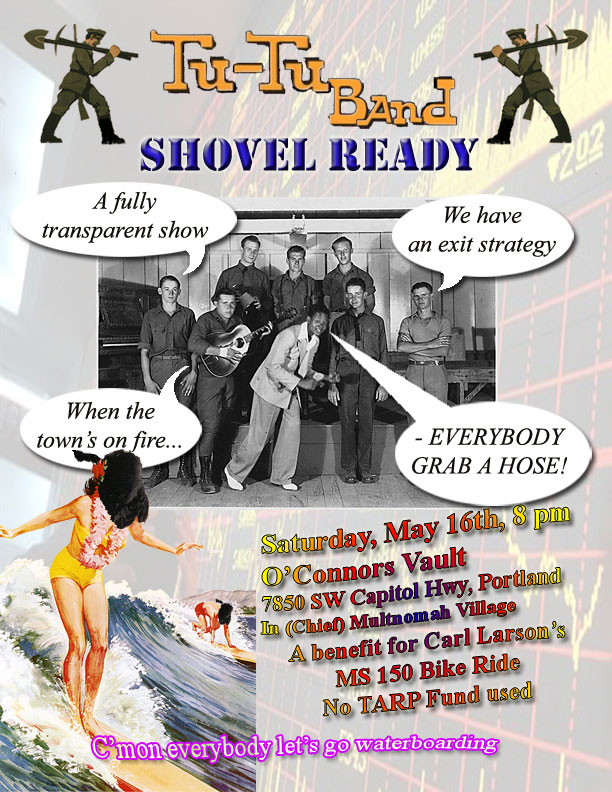 Tu-Tu Band
SHOVEL READY
A fully
transparent show
We have
an exit strategy
When the
town's on fire...
- EVERYBODY
GRAB A HOSE!
Saturday, May 16th, 8 pm
O'Connors Vault
7850 SW Capitol Hwy, Portland
In (Chief) Multnomah Village
A benefit for Carl Larson's
MS 150 Bike Ride
No TARP Fund used
C'mon everybody let's go waterboarding